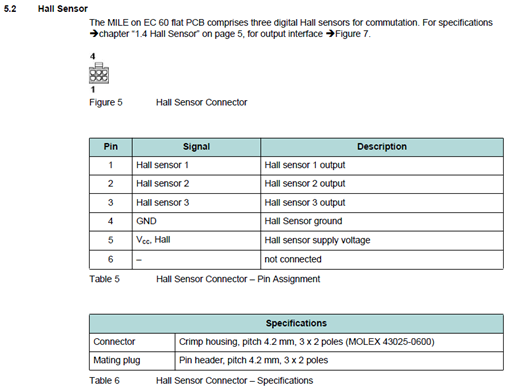 5.2 Hall Sensor
The MILE on EC 60 flat PCB comprises three digital Hall sensors for commutation. For specifications
➔chapter “1.4 Hall Sensor” on page 5, for output interface ➔Figure 7.
4
1
Figure 5 Hall Sensor Connector
Pin Signal Description
1 Hall sensor 1 Hall sensor 1 output
2 Hall sensor 2 Hall sensor 2 output
3 Hall sensor 3 Hall sensor 3 output
4 GND Hall Sensor ground
5 Vcc, Hall Hall sensor supply voltage
6 – not connected
Table 5 Hall Sensor Connector – Pin Assignment
Specifications
Connector Crimp housing, pitch 4.2 mm, 3 x 2 poles (MOLEX 43025-0600)
Mating plug Pin header, pitch 4.2 mm, 3 x 2 poles
Table 6 Hall Sensor Connector – Specifications